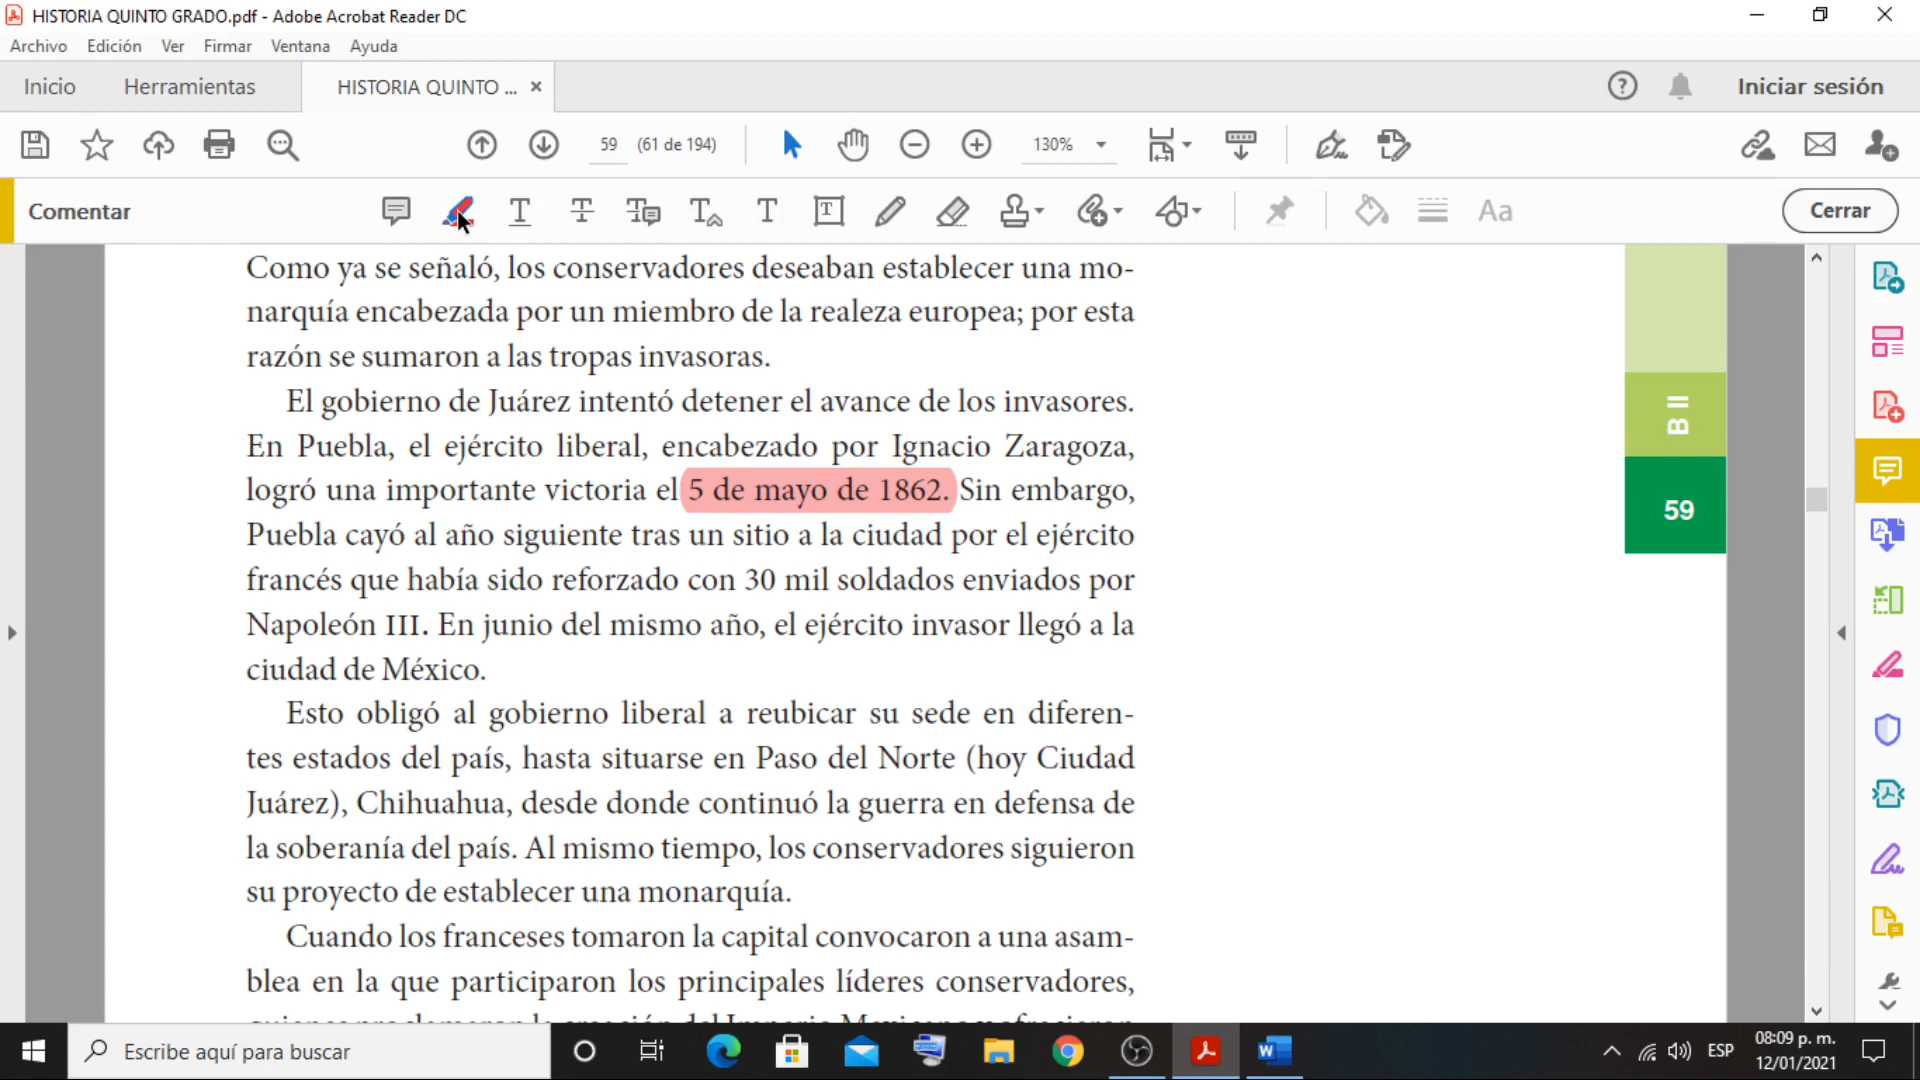 HISTORIA QUINTO GRADO.pdf - Adobe Acrobat Reader DC
Archivo Edición Ver Firmar Ventana Ayuda
Inicio Herramientas HISTORIA QUINTO ... × Iniciar sesión
59 (61 de 194) 130%
Comentar Aa Cerrar
Como ya se señaló, los conservadores deseaban establecer una mo-
narquía encabezada por un miembro de la realeza europea; por esta
razón se sumaron a las tropas invasoras.
El gobierno de Juárez intentó detener el avance de los invasores.
En Puebla, el ejército liberal, encabezado por Ignacio Zaragoza,
logró una importante victoria el 5 de mayo de 1862. Sin embargo,
Puebla cayó al año siguiente tras un sitio a la ciudad por el ejército
francés que había sido reforzado con 30 mil soldados enviados por
Napoleón III. En junio del mismo año, el ejército invasor llegó a la
ciudad de México.
Esto obligó al gobierno liberal a reubicar su sede en diferen-
tes estados del país, hasta situarse en Paso del Norte (hoy Ciudad
Juárez), Chihuahua, desde donde continuó la guerra en defensa de
la soberanía del país. Al mismo tiempo, los conservadores siguieron
su proyecto de establecer una monarquía.
Cuando los franceses tomaron la capital convocaron a una asam-
blea en la que participaron los principales líderes conservadores,
B II
59
Escribe aquí para buscar
ESP
08:09 p. m.
12/01/2021